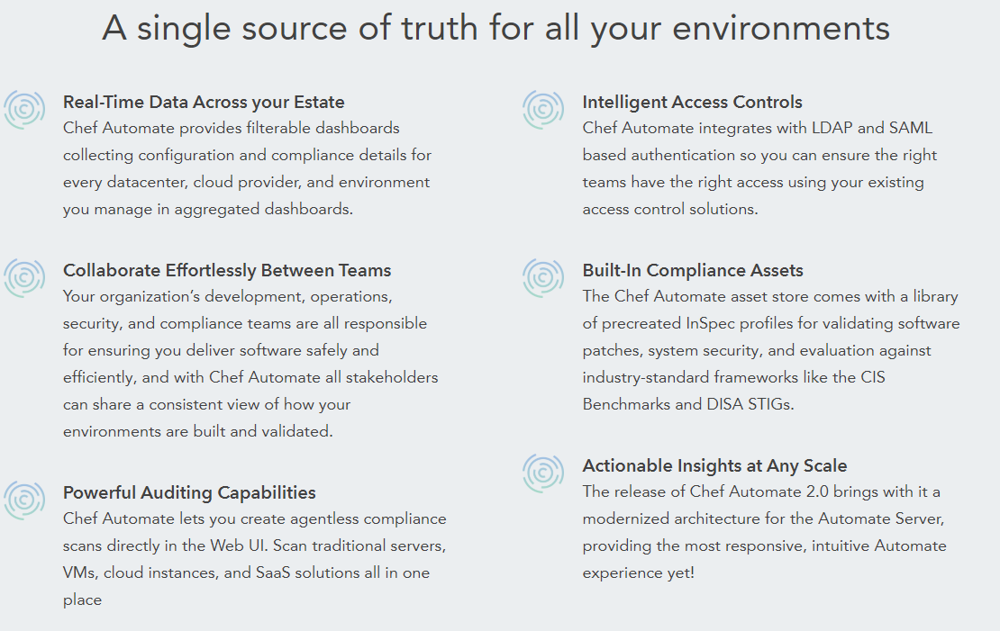 A single source of truth for all your environments
Real-Time Data Across your Estate
Chef Automate provides filterable dashboards
collecting configuration and compliance details for
every datacenter, cloud provider, and environment
you manage in aggregated dashboards.
Collaborate Effortlessly Between Teams
Your organization’s development, operations,
security, and compliance teams are all responsible
for ensuring you deliver software safely and
efficiently, and with Chef Automate all stakeholders
can share a consistent view of how your
environments are built and validated.
Powerful Auditing Capabilities
Chef Automate lets you create agentless compliance
scans directly in the Web UI. Scan traditional servers,
VMs, cloud instances, and SaaS solutions all in one
place
Intelligent Access Controls
Chef Automate integrates with LDAP and SAML
based authentication so you can ensure the right
teams have the right access using your existing
access control solutions.
Built-In Compliance Assets
The Chef Automate asset store comes with a library
of precreated InSpec profiles for validating software
patches, system security, and evaluation against
industry-standard frameworks like the CIS
Benchmarks and DISA STIGs.
Actionable Insights at Any Scale
The release of Chef Automate 2.0 brings with it a
modernized architecture for the Automate Server,
providing the most responsive, intuitive Automate
experience yet!